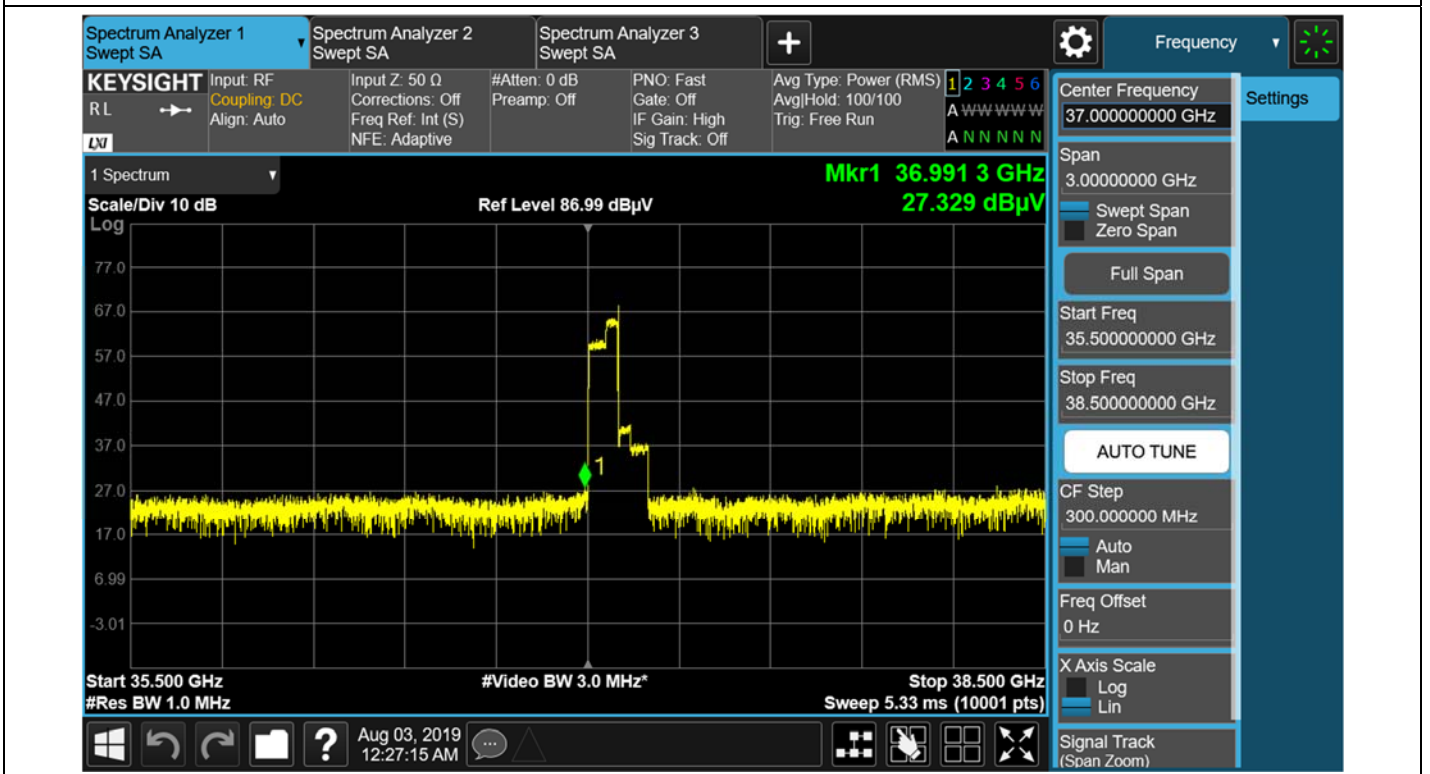 Spectrum Analyzer 1
Swept SA
Spectrum Analyzer 2
Swept SA
Spectrum Analyzer 3
Swept SA
+
Frequency
KEYSIGHT
RL
LXI
Input: RF
Coupling: DC
Align: Auto
Input Z: 50 Ω
Corrections: Off
Freq Ref: Int (S)
NFE: Adaptive
#Atten: 0 dB
Preamp: Off
PNO: Fast
Gate: Off
IF Gain: High
Sig Track: Off
Avg Type: Power (RMS)
Avg|Hold: 100/100
Trig: Free Run
1 2 3 4 5 6
A W W W W W
A N N N N N
1 Spectrum
Scale/Div 10 dB
Log
Ref Level 86.99 dBµV
Mkr1 36.991 3 GHz
27.329 dBµV
77.0
67.0
57.0
47.0
37.0
27.0
17.0
6.99
-3.01
1
Start 35.500 GHz
#Res BW 1.0 MHz
#Video BW 3.0 MHz*
Stop 38.500 GHz
Sweep 5.33 ms (10001 pts)
?
Aug 03, 2019
12:27:15 AM
Center Frequency
37.000000000 GHz
Span
3.00000000 GHz
Swept Span
Zero Span
Full Span
Start Freq
35.500000000 GHz
Stop Freq
38.500000000 GHz
AUTO TUNE
CF Step
300.000000 MHz
Auto
Man
Freq Offset
0 Hz
X Axis Scale
Log
Lin
Signal Track
(Span Zoom)
Settings